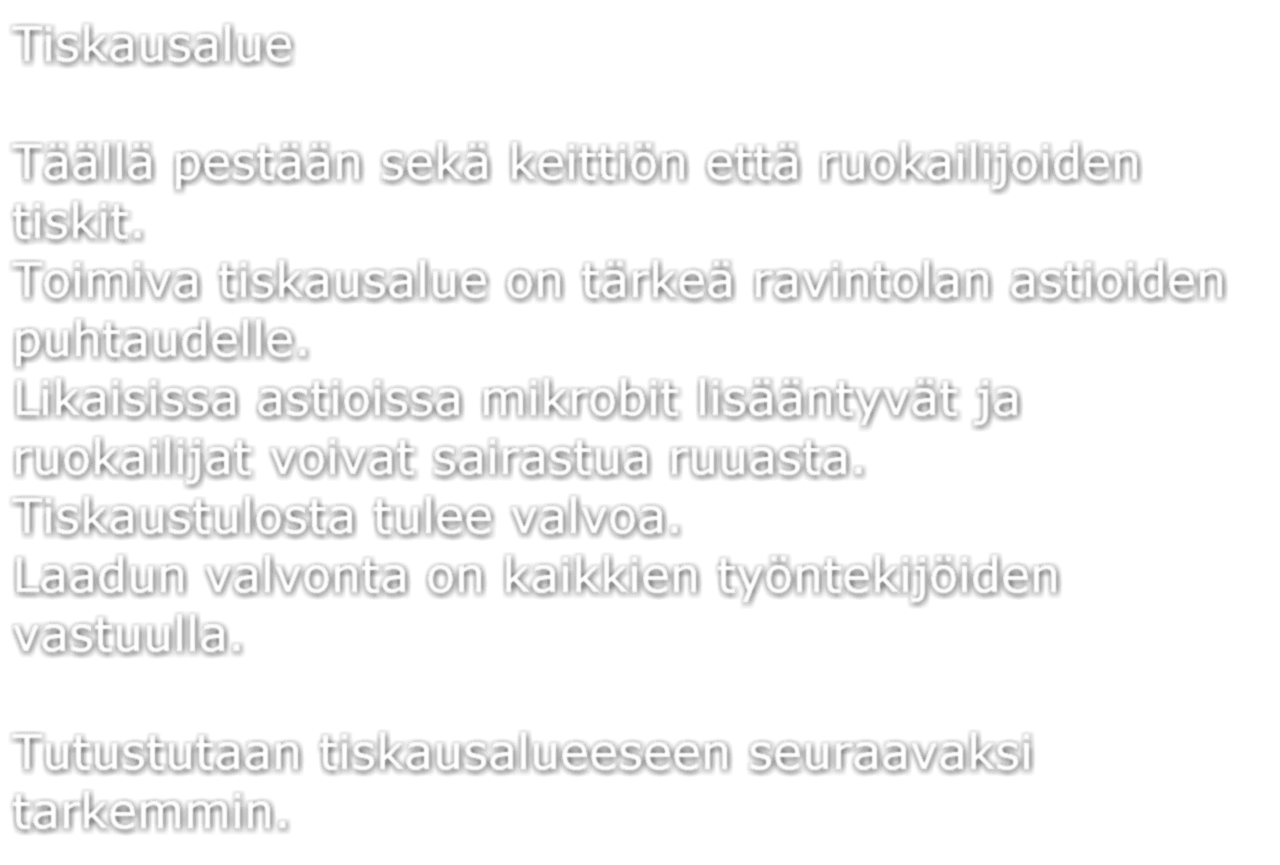 Tiskausalue
Täällä pestään sekä keittiön että ruokailijoiden
tiskit.
Toimiva tiskausalue on tärkeä ravintolan astioiden
puhtaudelle.
Likaisissa astioissa mikrobit lisääntyvät ja
ruokailijat voivat sairastua ruuasta.
Tiskaustulosta tulee valvoa.
Laadun valvonta on kaikkien työntekijöiden
vastuulla.
Tutustutaan tiskausalueeseen seuraavaksi
tarkemmin.